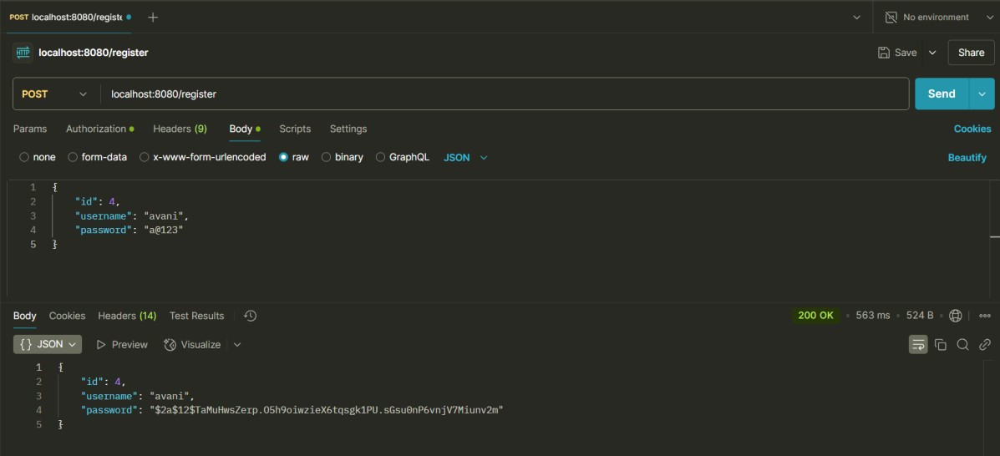 POST localhost:8080/registe
No environment
HTTP localhost:8080/register
Save
Share
POST localhost:8080/register
Send
Params Authorization Headers (9) Body Scripts Settings
Cookies
none form-data x-www-form-urlencoded raw binary GraphQL JSON
Beautify
1 {
2 "id": 4,
3 "username": "avani",
4 "password": "a@123"
5 }
Body Cookies Headers (14) Test Results
200 OK 563 ms 524 B
{} JSON Preview Visualize
1 {
2 "id": 4,
3 "username": "avani",
4 "password": "$2a$12$TaMuHwsZerp.O5h9oiwzieX6tqsgk1PU.sGsu0nP6vnjV7Miunv2m"
5 }